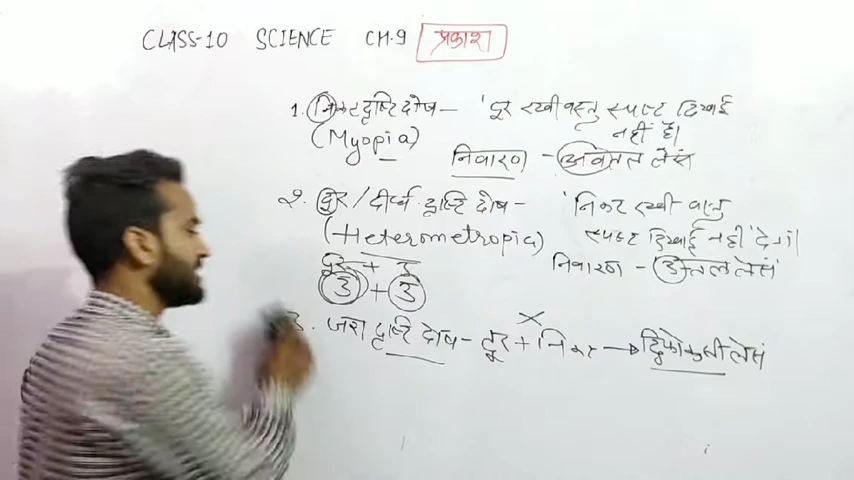 CLASS-10 SCIENCE CH.9 प्रकाश
1. निकट दृष्टि दोष - 'दूर रखी वस्तु स्पष्ट दिखाई
नहीं दे।
(Myopia)
निवारण - अवतल लेंस
2. दूर / दीर्घ दृष्टि दोष - 'निकट रखी वस्तु
स्पष्ट दिखाई नहीं देना।
(Heterometropia)
निवारण - उत्तल लेंस
दूर + उ
उ + उ
3. जरा दृष्टि दोष - दूर + निकट → द्विफोकसी लेंस